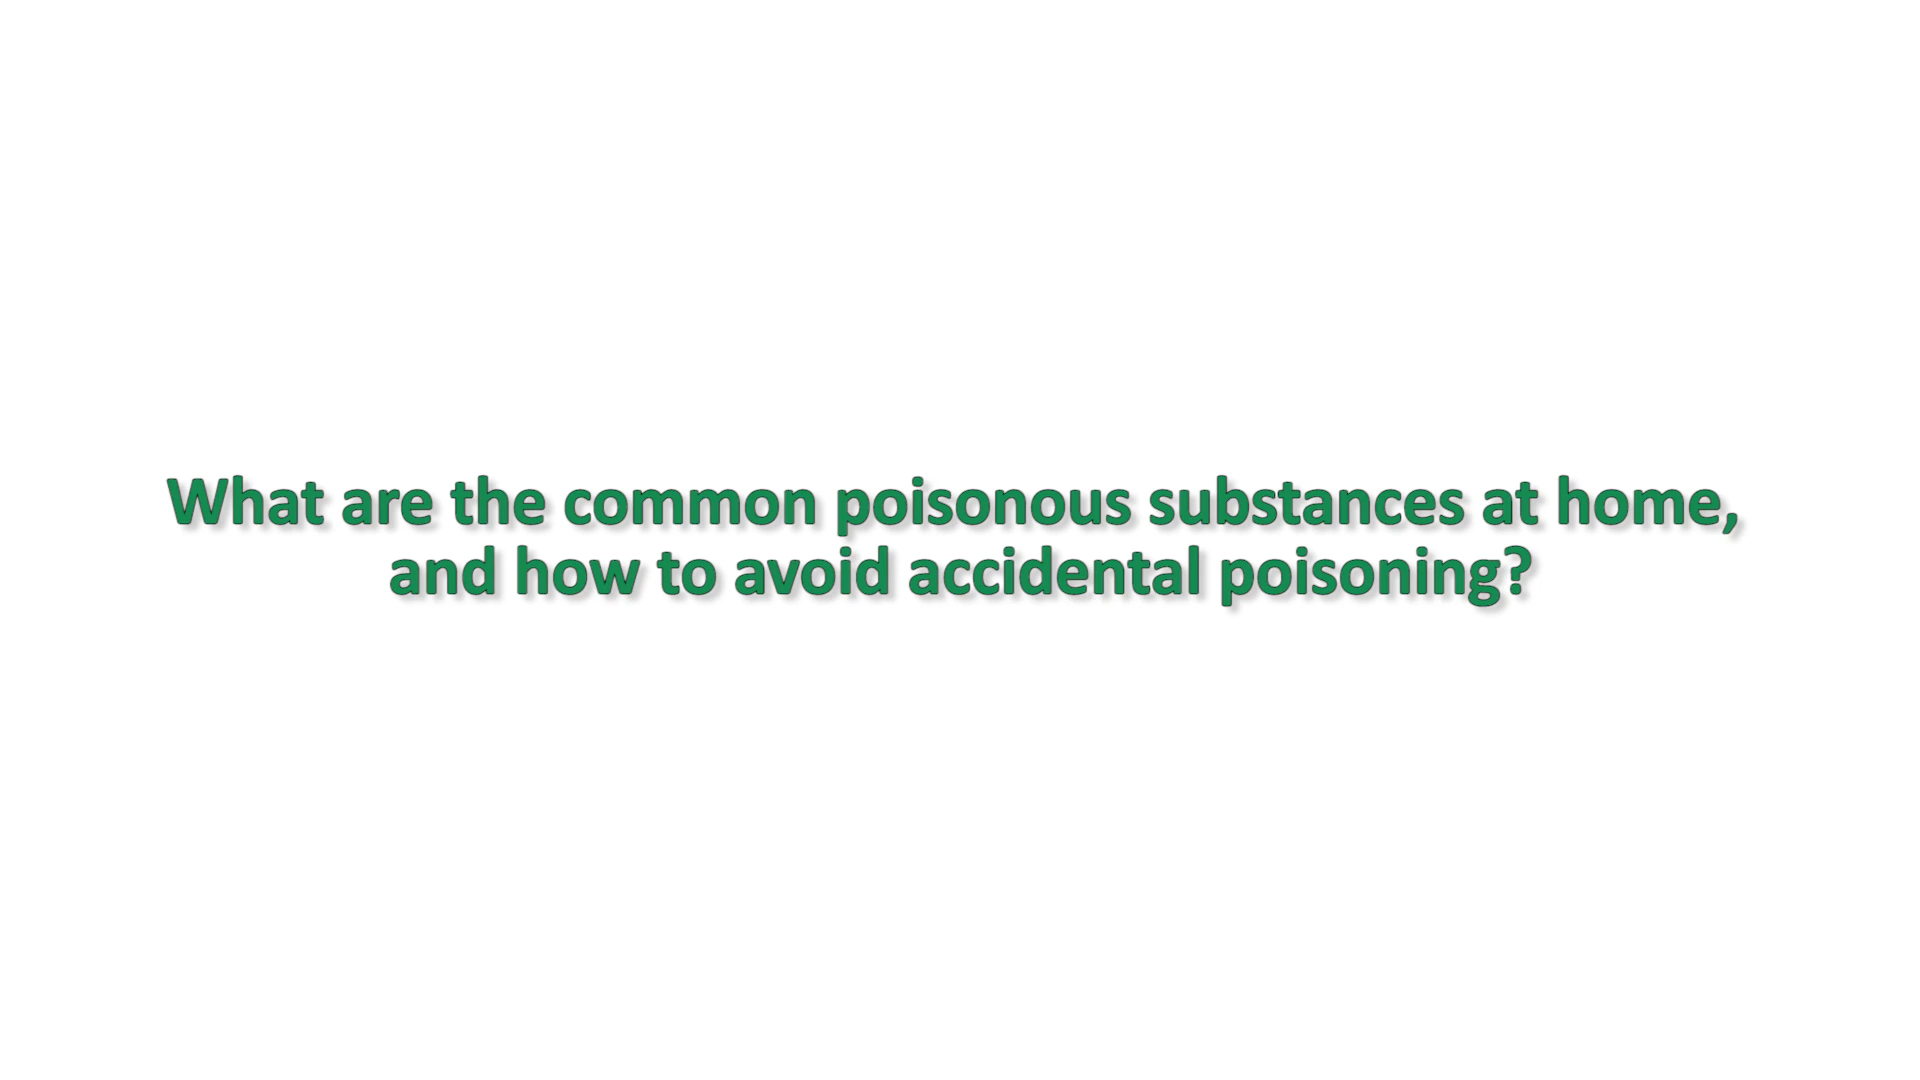 What are the common poisonous substances at home,
and how to avoid accidental poisoning?